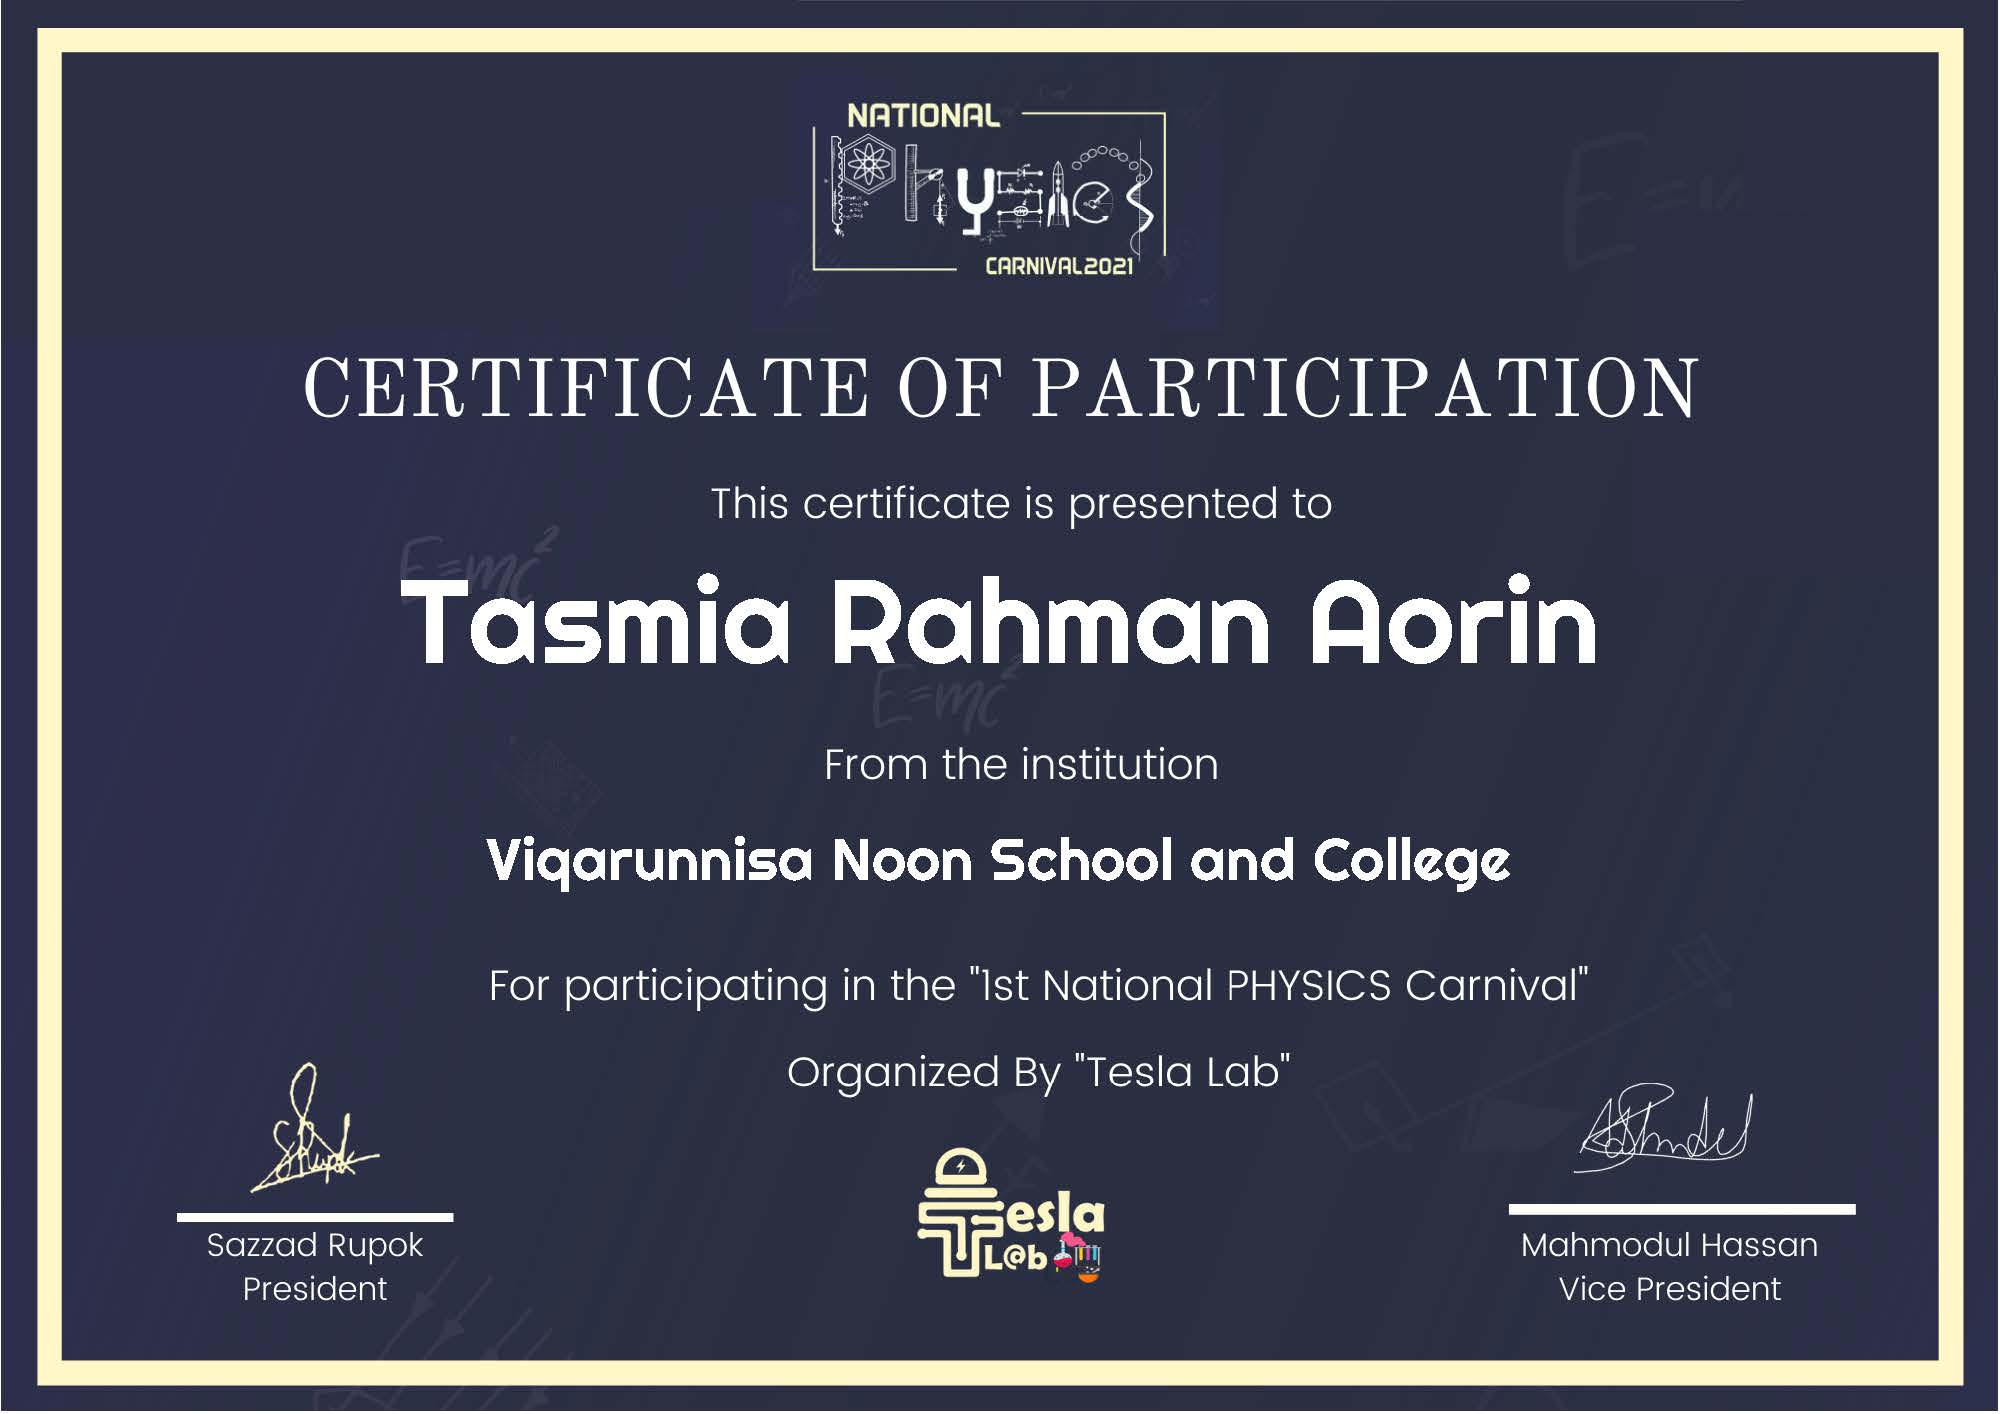 NATIONAL
Physics
CARNIVAL2021
CERTIFICATE OF PARTICIPATION
This certificate is presented to
E=mc²
Tasmia Rahman Aorin
E=mc²
From the institution
Viqarunnisa Noon School and College
For participating in the "1st National PHYSICS Carnival"
Organized By "Tesla Lab"
Tesla
L@b
Sazzad Rupok
President
Mahmodul Hassan
Vice President